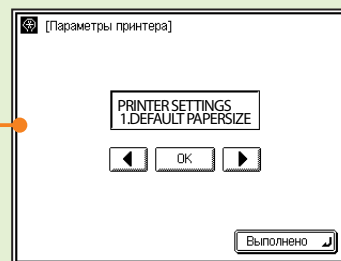 [Параметры принтера]
PRINTER SETTINGS
1.DEFAULT PAPERSIZE
OK
Выполнено